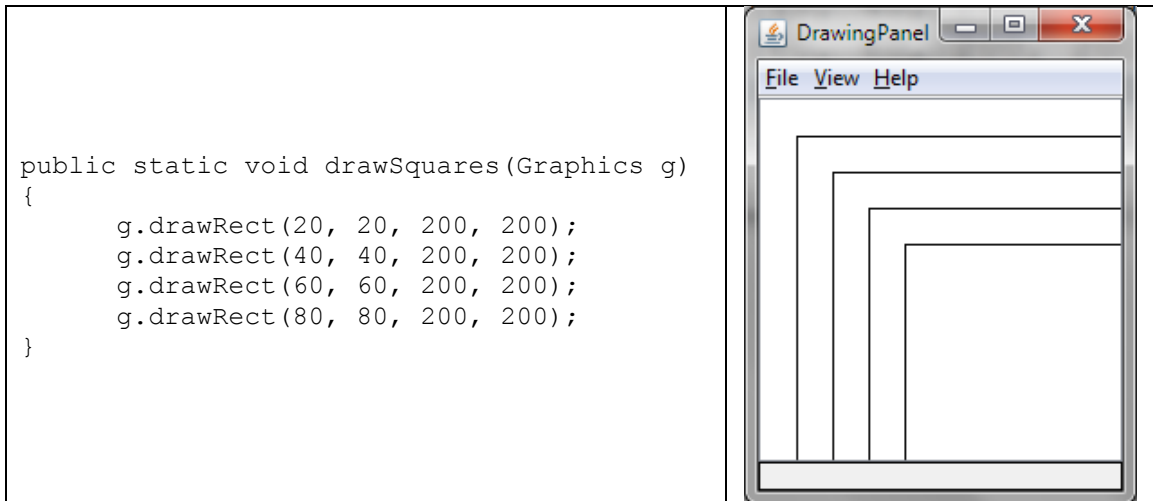 public static void drawSquares(Graphics g)
{
g.drawRect(20, 20, 200, 200);
g.drawRect(40, 40, 200, 200);
g.drawRect(60, 60, 200, 200);
g.drawRect(80, 80, 200, 200);
}
DrawingPanel
File View Help